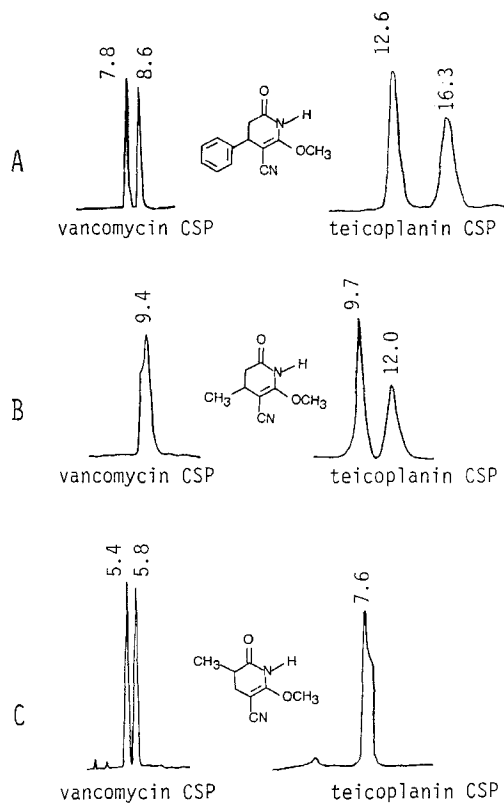 12.6
7.8
8.6
16.3
O
N
H
OCH₃
CN
A
vancomycin CSP
teicoplanin CSP
9.7
9.4
12.0
O
N
H
CH₃
OCH₃
CN
B
vancomycin CSP
teicoplanin CSP
5.4
5.8
7.6
O
CH₃
N
H
OCH₃
CN
C
vancomycin CSP
teicoplanin CSP